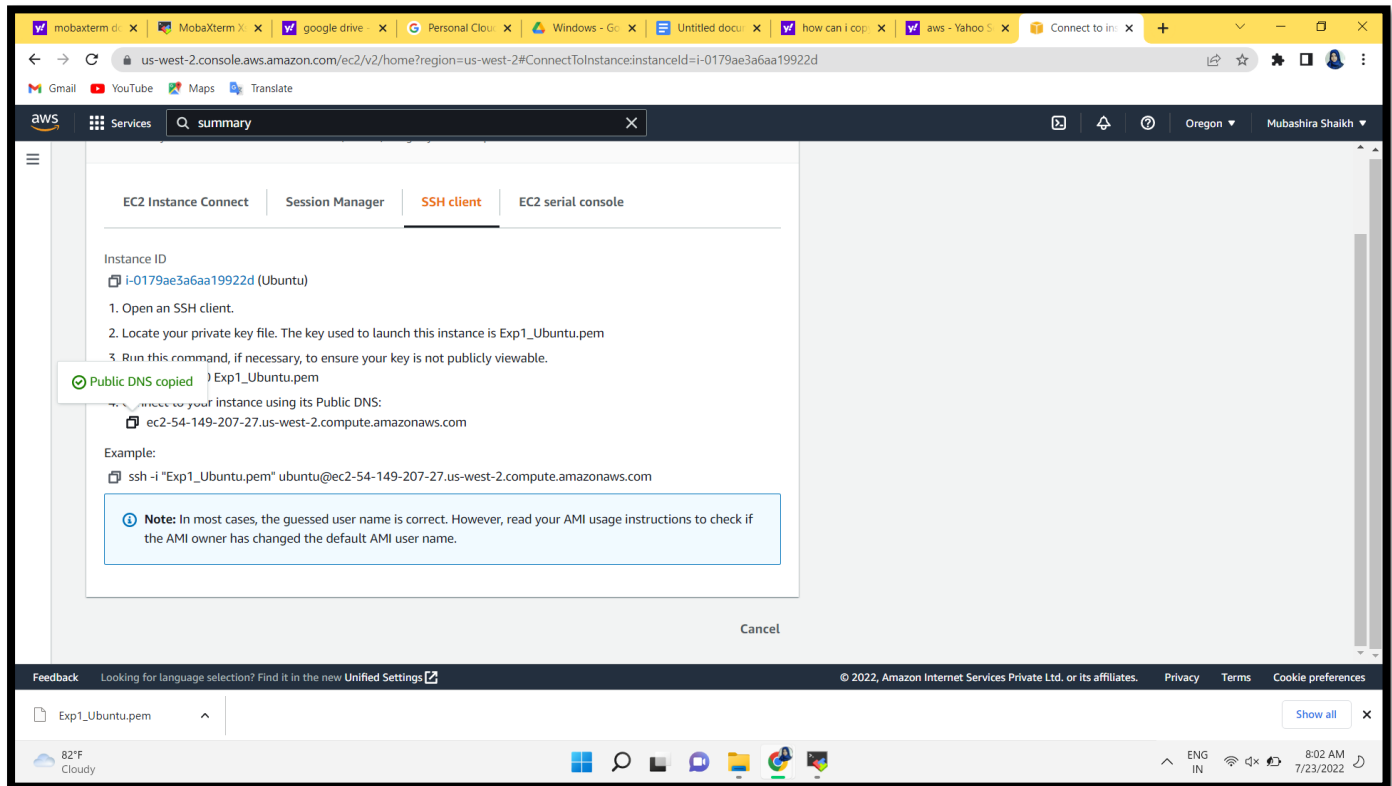 mobaxterm do
MobaXterm X
google drive -
Personal Clou
Windows - Go
Untitled docu
how can i cop
aws - Yahoo S
Connect to ins
us-west-2.console.aws.amazon.com/ec2/v2/home?region=us-west-2#ConnectToInstance:instanceId=i-0179ae3a6aa19922d
Gmail YouTube Maps Translate
aws Services summary Oregon Mubashira Shaikh
EC2 Instance Connect Session Manager SSH client EC2 serial console
Instance ID
i-0179ae3a6aa19922d (Ubuntu)
1. Open an SSH client.
2. Locate your private key file. The key used to launch this instance is Exp1_Ubuntu.pem
3. Run this command, if necessary, to ensure your key is not publicly viewable.
Exp1_Ubuntu.pem
Public DNS copied
4. Connect to your instance using its Public DNS:
ec2-54-149-207-27.us-west-2.compute.amazonaws.com
Example:
ssh -i "Exp1_Ubuntu.pem" ubuntu@ec2-54-149-207-27.us-west-2.compute.amazonaws.com
Note: In most cases, the guessed user name is correct. However, read your AMI usage instructions to check if
the AMI owner has changed the default AMI user name.
Cancel
Feedback Looking for language selection? Find it in the new Unified Settings © 2022, Amazon Internet Services Private Ltd. or its affiliates. Privacy Terms Cookie preferences
Exp1_Ubuntu.pem Show all
82°F
Cloudy
ENG
IN
8:02 AM
7/23/2022